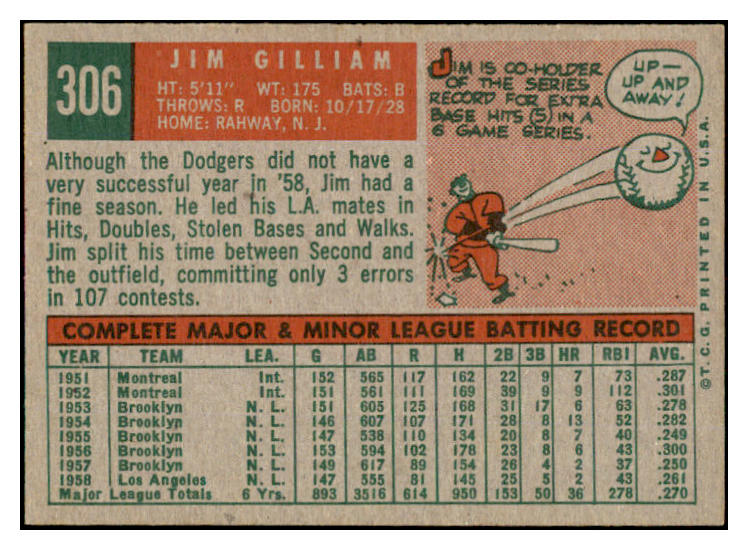 306
JIM GILLIAM
HT: 5'11" WT: 175 BATS: B
THROWS: R BORN: 10/17/28
HOME: RAHWAY, N. J.
JIM IS CO-HOLDER
OF THE SERIES
RECORD FOR EXTRA
BASE HITS (5) IN A
6 GAME SERIES.
UP—
UP AND
AWAY!
Although the Dodgers did not have a
very successful year in '58, Jim had a
fine season. He led his L.A. mates in
Hits, Doubles, Stolen Bases and Walks.
Jim split his time between Second and
the outfield, committing only 3 errors
in 107 contests.
COMPLETE MAJOR & MINOR LEAGUE BATTING RECORD
YEAR TEAM LEA. G AB R H 2B 3B HR RBI AVG.
1951 Montreal Int. 152 565 117 162 22 9 7 73 .287
1952 Montreal Int. 151 561 111 169 39 9 9 112 .301
1953 Brooklyn N. L. 151 605 125 168 31 17 6 63 .278
1954 Brooklyn N. L. 146 607 107 171 28 8 13 52 .282
1955 Brooklyn N. L. 147 538 110 134 20 8 7 40 .249
1956 Brooklyn N. L. 153 594 102 178 23 8 6 43 .300
1957 Brooklyn N. L. 149 617 89 154 26 4 2 37 .250
1958 Los Angeles N. L. 147 555 81 145 25 5 2 43 .261
Major League Totals 6 Yrs. 893 3516 614 950 153 50 36 278 .270
©T. C. G. PRINTED IN U.S.A.